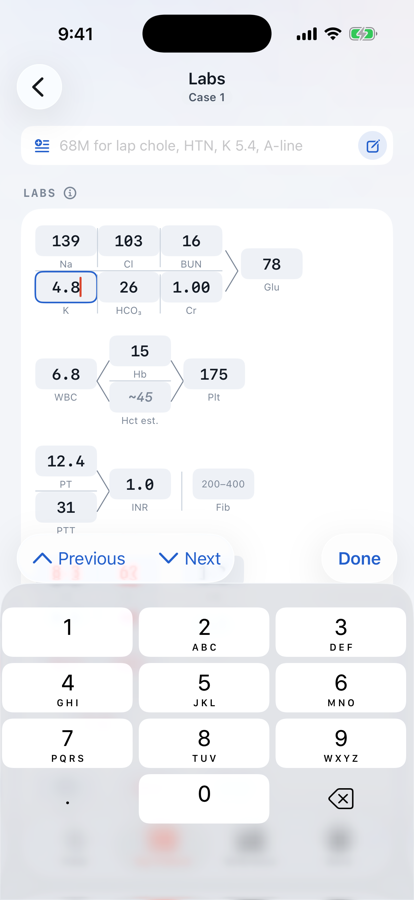 9:41
Labs
Case 1
68M for lap chole, HTN, K 5.4, A-line
LABS
139 103 16
Na Cl BUN
78
Glu
4.8 26 1.00
K HCO₃ Cr
15
Hb
6.8 175
WBC Plt
~45
Hct est.
12.4
PT
1.0 200–400
INR Fib
31
PTT
Previous Next Done
1 2 3
ABC DEF
4 5 6
GHI JKL MNO
7 8 9
PQRS TUV WXYZ
. 0